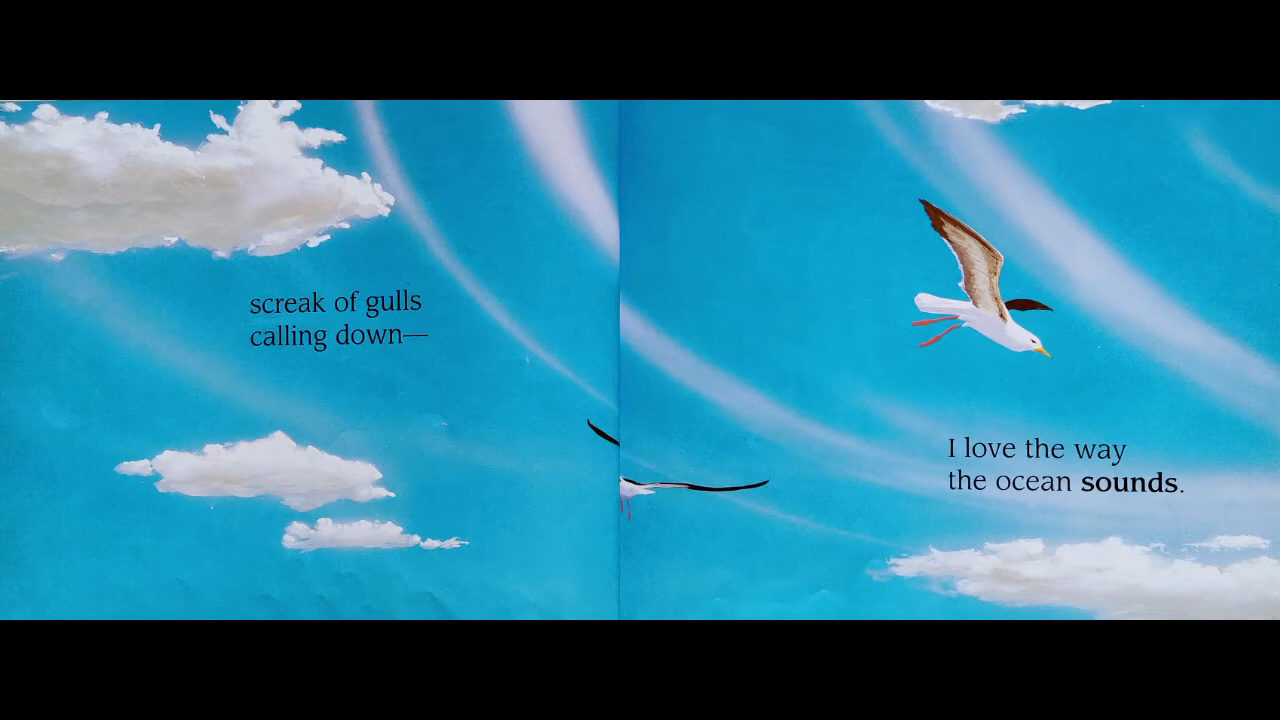 screak of gulls
calling down—
I love the way
the ocean sounds.